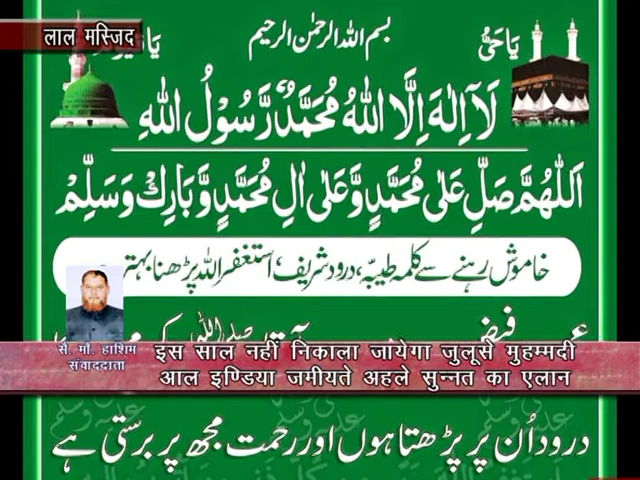 लाल मस्जिद
یا حیُّ
بسم اللہ الرحمٰن الرحیم
لَآ اِلٰهَ اِلَّا اللّٰهُ مُحَمَّدٌ رَّسُوْلُ اللّٰهِ
اَللّٰهُمَّ صَلِّ عَلٰى مُحَمَّدٍ وَّ عَلٰى اٰلِ مُحَمَّدٍ وَّ بَارِكْ وَ سَلِّمْ
خاموش رہنے سے کلمہ طیبہ، درود شریف، استغفراللہ پڑھنا بہتر
सै. मौ. हाशिम
संवाददाता
इस साल नहीं निकाला जायेगा जुलूसे मुहम्मदी
आल इण्डिया जमीयते अहले सुन्नत का एलान
درود اُن پر پڑھتا ہوں اور رحمت مجھ پر برستی ہے